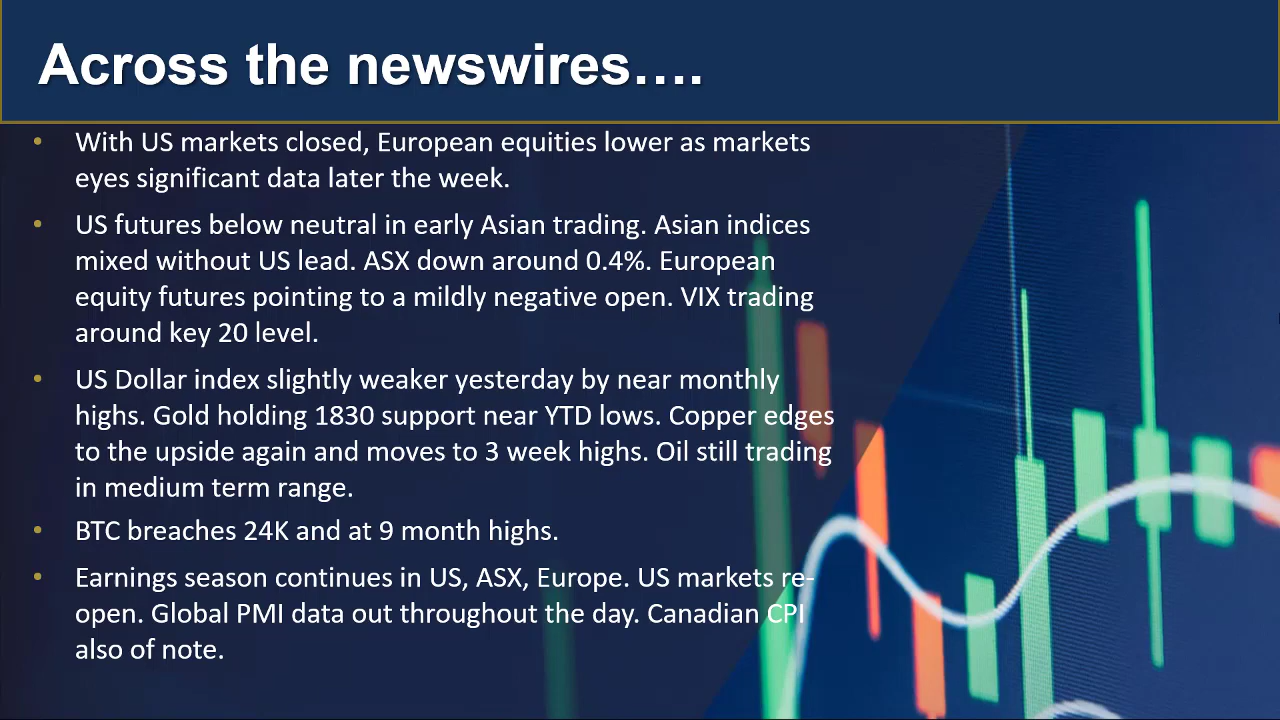 Across the newswires….
• With US markets closed, European equities lower as markets
eyes significant data later the week.
• US futures below neutral in early Asian trading. Asian indices
mixed without US lead. ASX down around 0.4%. European
equity futures pointing to a mildly negative open. VIX trading
around key 20 level.
• US Dollar index slightly weaker yesterday by near monthly
highs. Gold holding 1830 support near YTD lows. Copper edges
to the upside again and moves to 3 week highs. Oil still trading
in medium term range.
• BTC breaches 24K and at 9 month highs.
• Earnings season continues in US, ASX, Europe. US markets re-
open. Global PMI data out throughout the day. Canadian CPI
also of note.